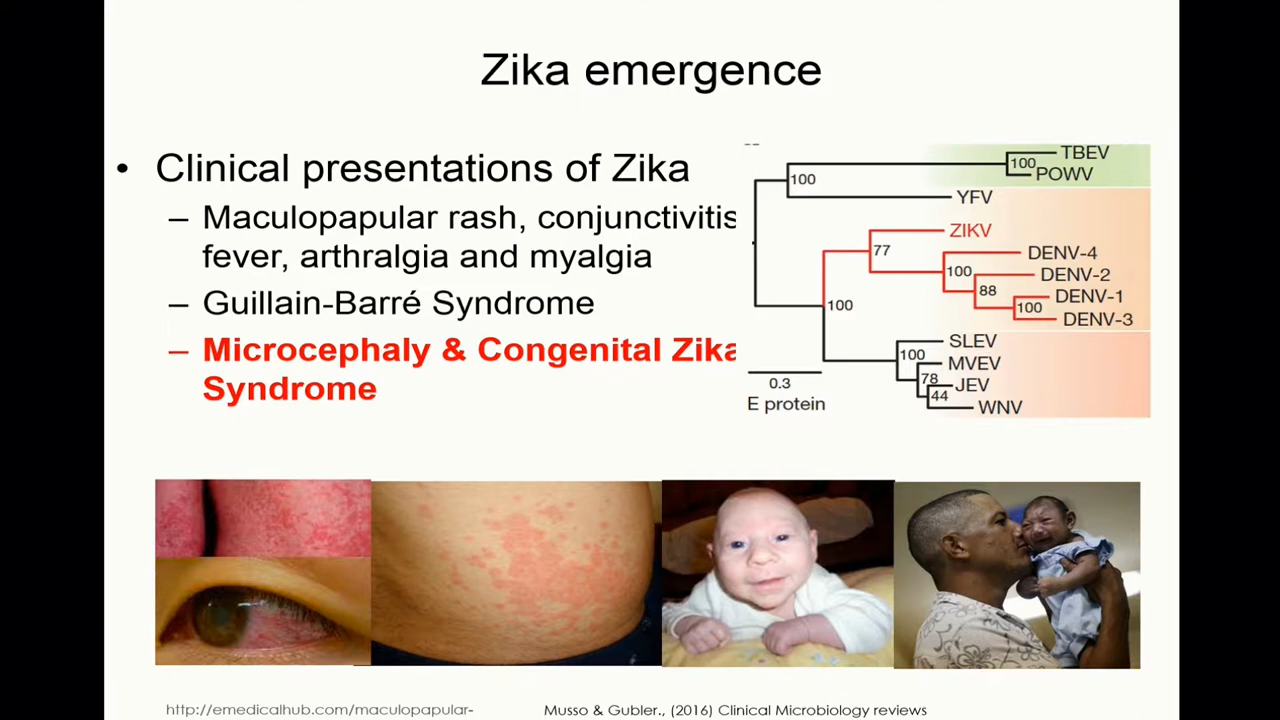 Zika emergence
• Clinical presentations of Zika
– Maculopapular rash, conjunctivitis
fever, arthralgia and myalgia
– Guillain-Barré Syndrome
– Microcephaly & Congenital Zika
Syndrome
TBEV
100
POWV
100
YFV
ZIKV
77
DENV-4
100
DENV-2
88
DENV-1
100
DENV-3
100
SLEV
100
MVEV
78
JEV
44
WNV
0.3
E protein
http://emedicalhub.com/maculopapular-
Musso & Gubler., (2016) Clinical Microbiology reviews